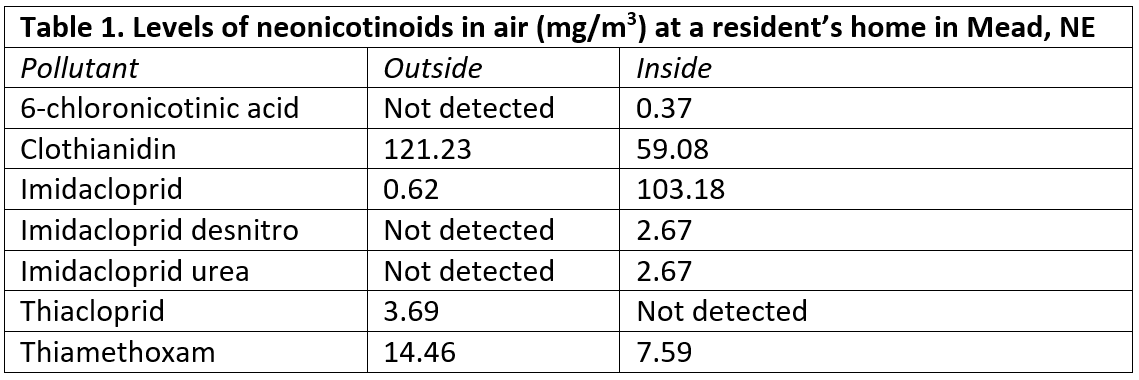 Table 1. Levels of neonicotinoids in air (mg/m³) at a resident's home in Mead, NE
Pollutant Outside Inside
6-chloronicotinic acid Not detected 0.37
Clothianidin 121.23 59.08
Imidacloprid 0.62 103.18
Imidacloprid desnitro Not detected 2.67
Imidacloprid urea Not detected 2.67
Thiacloprid 3.69 Not detected
Thiamethoxam 14.46 7.59